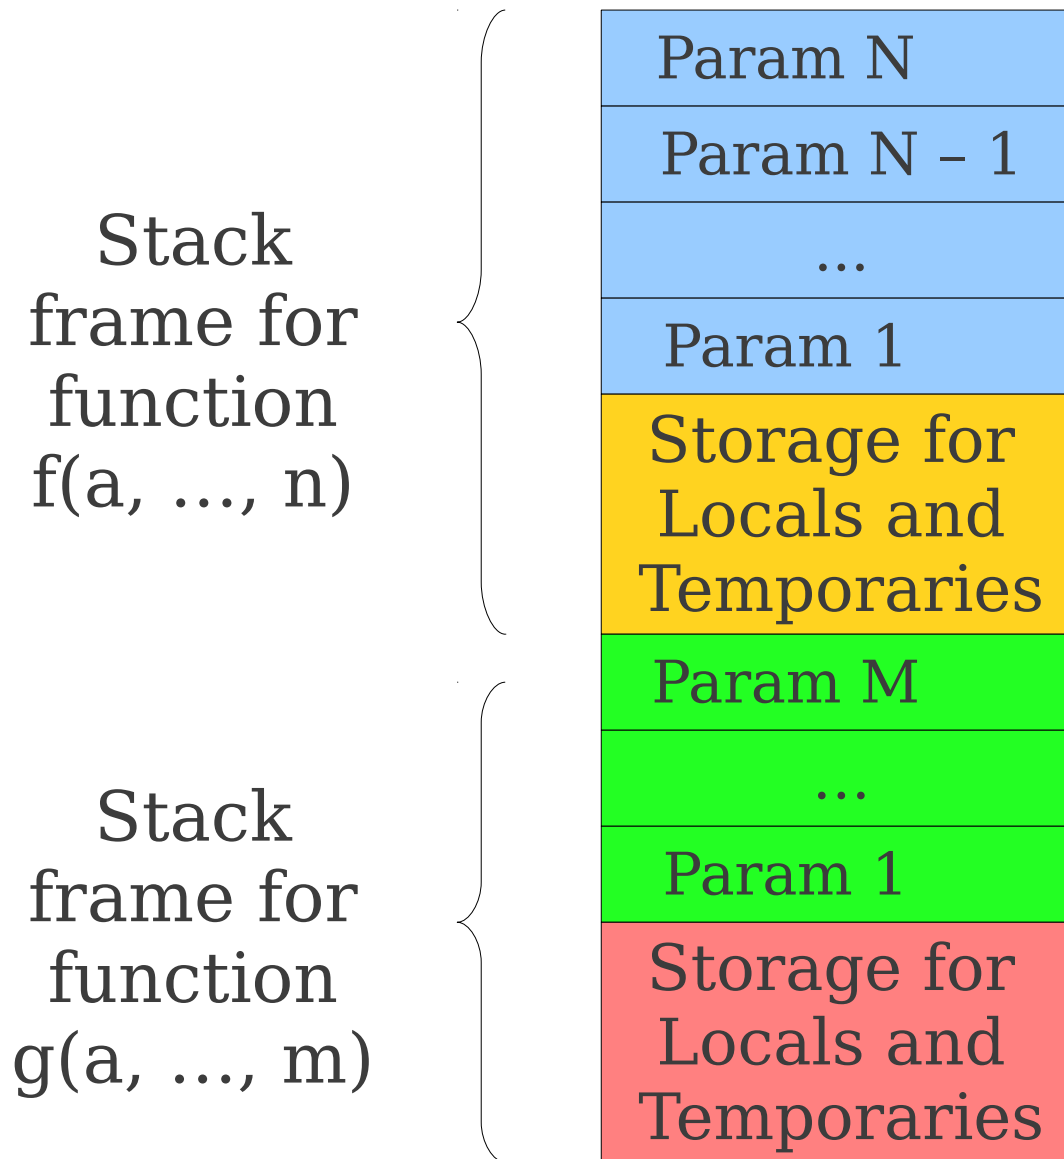 Param N
Param N – 1
...
Param 1
Stack
frame for
function
f(a, …, n)
Storage for
Locals and
Temporaries
Param M
...
Param 1
Stack
frame for
function
g(a, …, m)
Storage for
Locals and
Temporaries